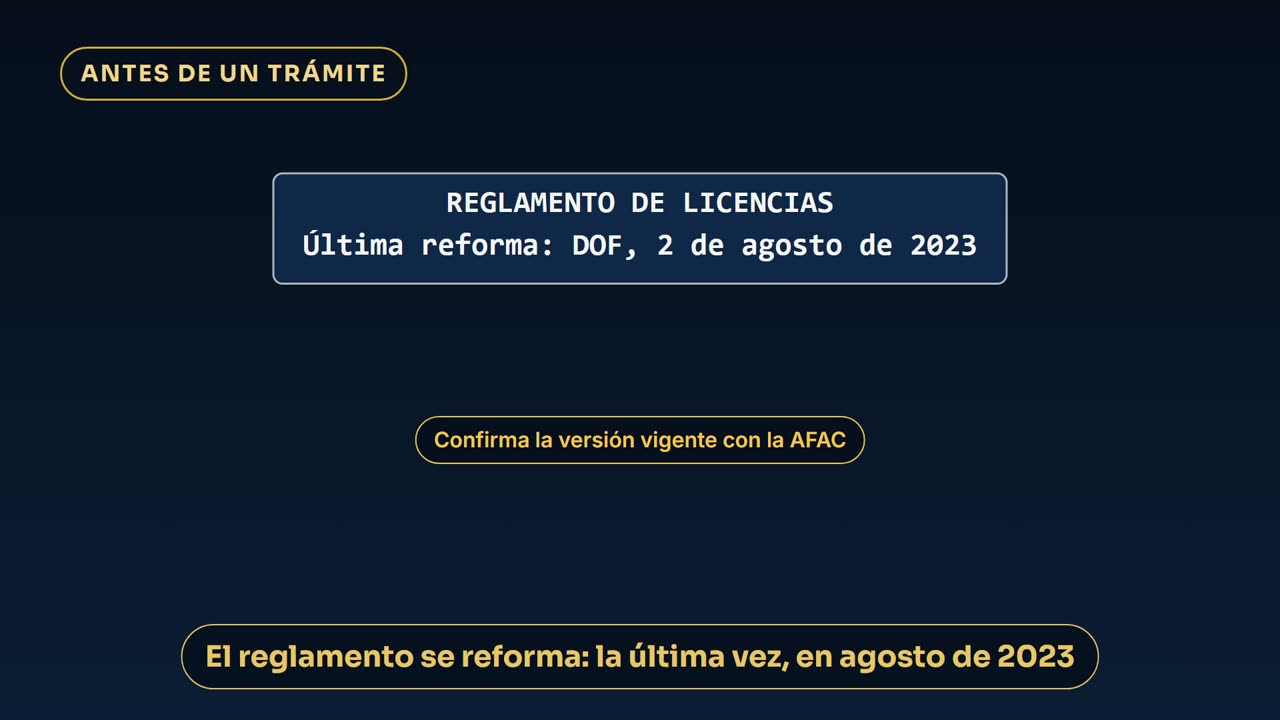 ANTES DE UN TRÁMITE
REGLAMENTO DE LICENCIAS
Última reforma: DOF, 2 de agosto de 2023
Confirma la versión vigente con la AFAC
El reglamento se reforma: la última vez, en agosto de 2023